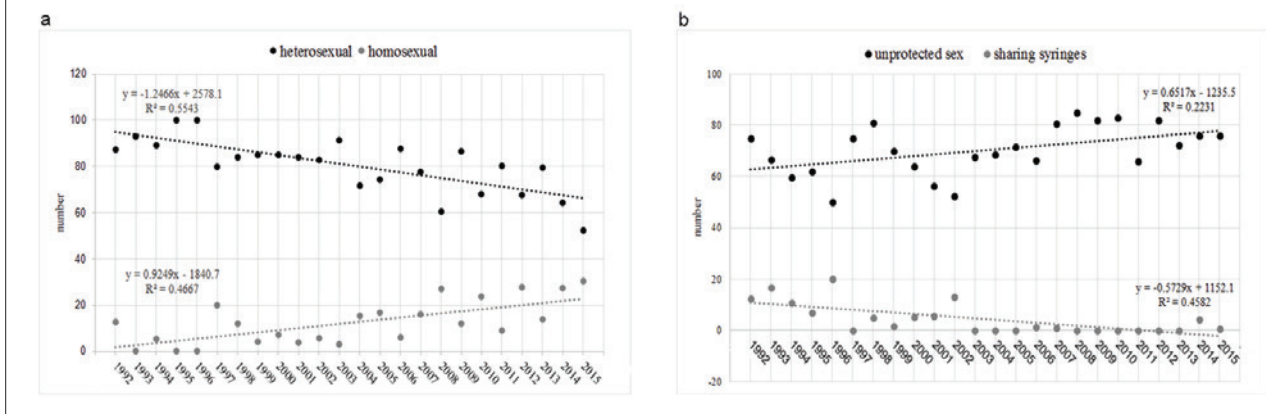 a
heterosexual homosexual
120
100
80
60
40
20
0
number
y = -1.2466x + 2578.1
R² = 0.5543
y = 0.9249x - 1840.7
R² = 0.4667
1992 1993 1994 1995 1996 1997 1998 1999 2000 2001 2002 2003 2004 2005 2006 2007 2008 2009 2010 2011 2012 2013 2014 2015
b
unprotected sex sharing syringes
100
80
60
40
20
0
-20
number
y = 0.6517x - 1235.5
R² = 0.2231
y = -0.5729x + 1152.1
R² = 0.4582
1992 1993 1994 1995 1996 1997 1998 1999 2000 2001 2002 2003 2004 2005 2006 2007 2008 2009 2010 2011 2012 2013 2014 2015